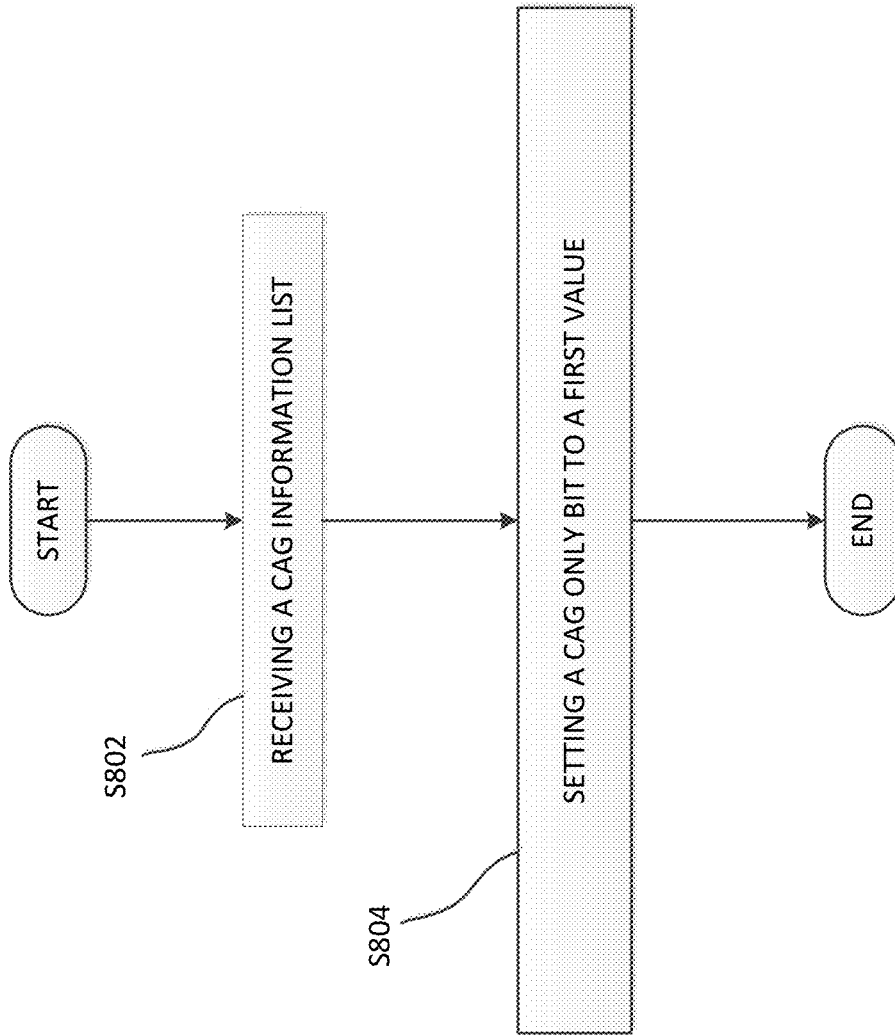 START
S802
RECEIVING A CAG INFORMATION LIST
S804
SETTING A CAG ONLY BIT TO A FIRST VALUE
END